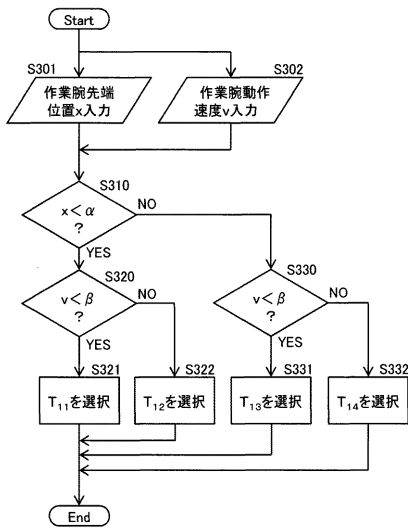 Start
S301
S302
作業腕先端
位置x入力
作業腕動作
速度v入力
S310
x<α
?
NO
YES
S320
S330
v<β
?
NO
YES
v<β
?
NO
YES
S321
S322
S331
S332
T₁₁を選択
T₁₂を選択
T₁₃を選択
T₁₄を選択
End